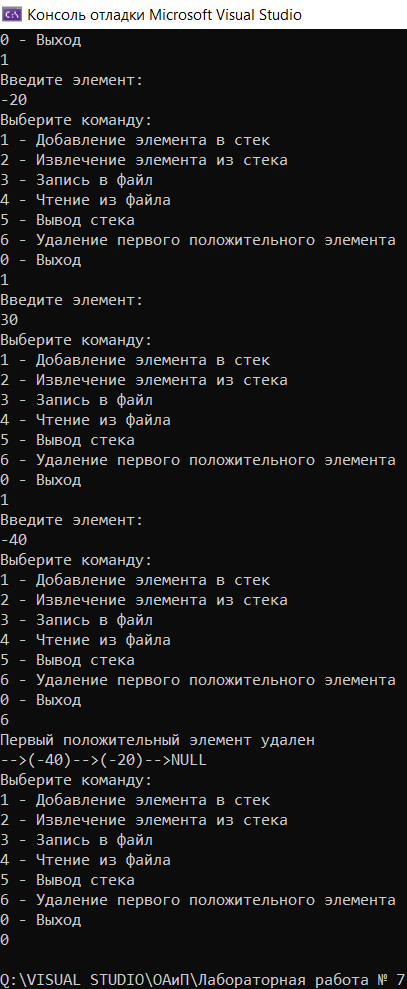 Консоль отладки Microsoft Visual Studio
0 - Выход
1
Введите элемент:
-20
Выберите команду:
1 - Добавление элемента в стек
2 - Извлечение элемента из стека
3 - Запись в файл
4 - Чтение из файла
5 - Вывод стека
6 - Удаление первого положительного элемента
0 - Выход
1
Введите элемент:
30
Выберите команду:
1 - Добавление элемента в стек
2 - Извлечение элемента из стека
3 - Запись в файл
4 - Чтение из файла
5 - Вывод стека
6 - Удаление первого положительного элемента
0 - Выход
1
Введите элемент:
-40
Выберите команду:
1 - Добавление элемента в стек
2 - Извлечение элемента из стека
3 - Запись в файл
4 - Чтение из файла
5 - Вывод стека
6 - Удаление первого положительного элемента
0 - Выход
6
Первый положительный элемент удален
-->(-40)-->(-20)-->NULL
Выберите команду:
1 - Добавление элемента в стек
2 - Извлечение элемента из стека
3 - Запись в файл
4 - Чтение из файла
5 - Вывод стека
6 - Удаление первого положительного элемента
0 - Выход
0
Q:\VISUAL STUDIO\ОАиП\Лабораторная работа № 7